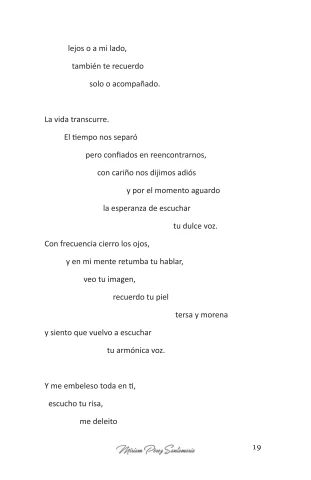 lejos o a mi lado,
también te recuerdo
solo o acompañado.
La vida transcurre.
El tiempo nos separó
pero confiados en reencontrarnos,
con cariño nos dijimos adiós
y por el momento aguardo
la esperanza de escuchar
tu dulce voz.
Con frecuencia cierro los ojos,
y en mi mente retumba tu hablar,
veo tu imagen,
recuerdo tu piel
tersa y morena
y siento que vuelvo a escuchar
tu armónica voz.
Y me embeleso toda en ti,
escucho tu risa,
me deleito
Miriam Pérez Santamaría 19